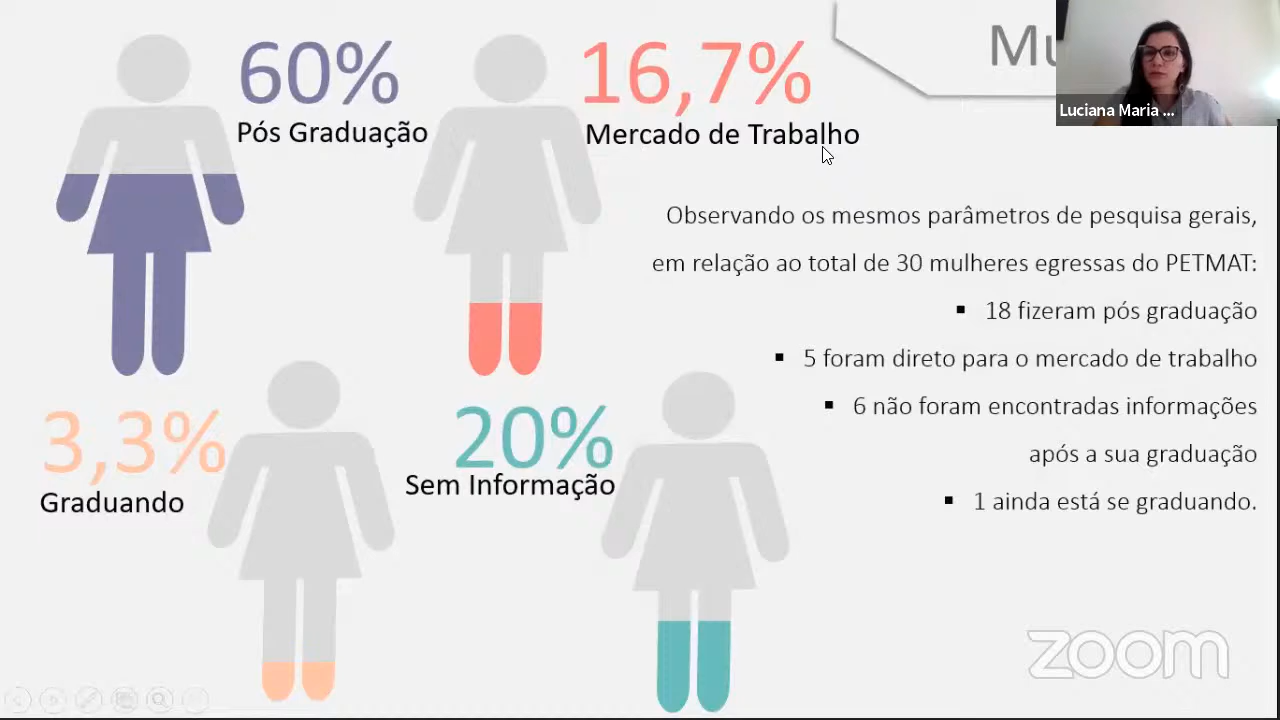 60%
Pós Graduação
16,7%
Mercado de Trabalho
Luciana Maria ...
Observando os mesmos parâmetros de pesquisa gerais,
em relação ao total de 30 mulheres egressas do PETMAT:
▪ 18 fizeram pós graduação
▪ 5 foram direto para o mercado de trabalho
▪ 6 não foram encontradas informações
após a sua graduação
▪ 1 ainda está se graduando.
3,3%
Graduando
20%
Sem Informação
zoom